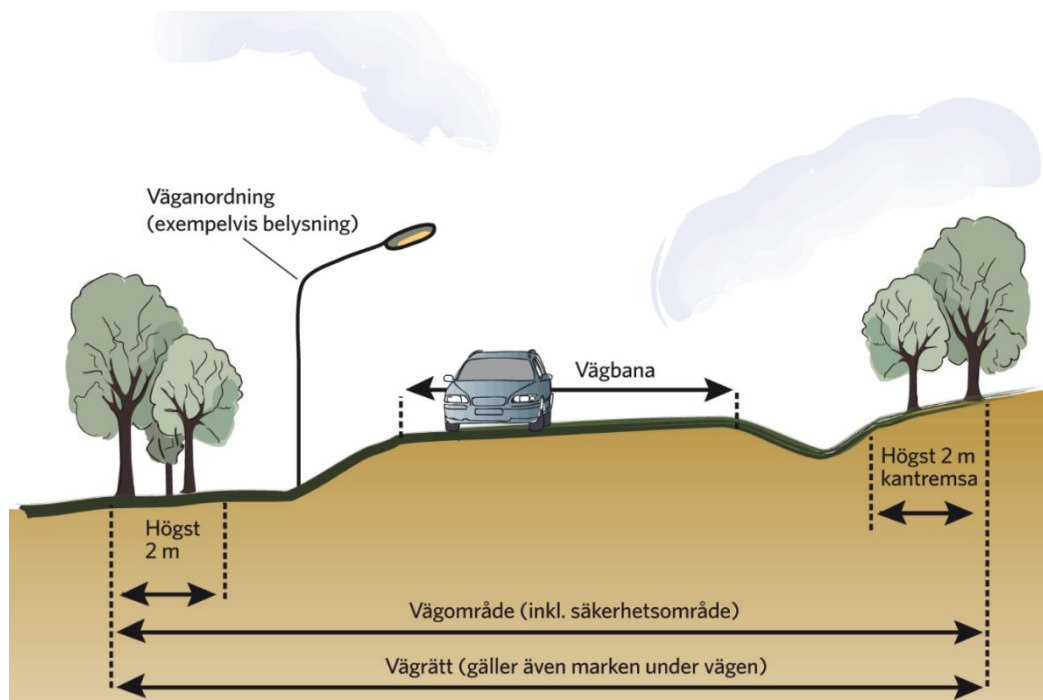 Väganordning
(exempelvis belysning)
Vägbana
Högst 2 m
kantremsa
Högst
2 m
Vägområde (inkl. säkerhetsområde)
Vägrätt (gäller även marken under vägen)